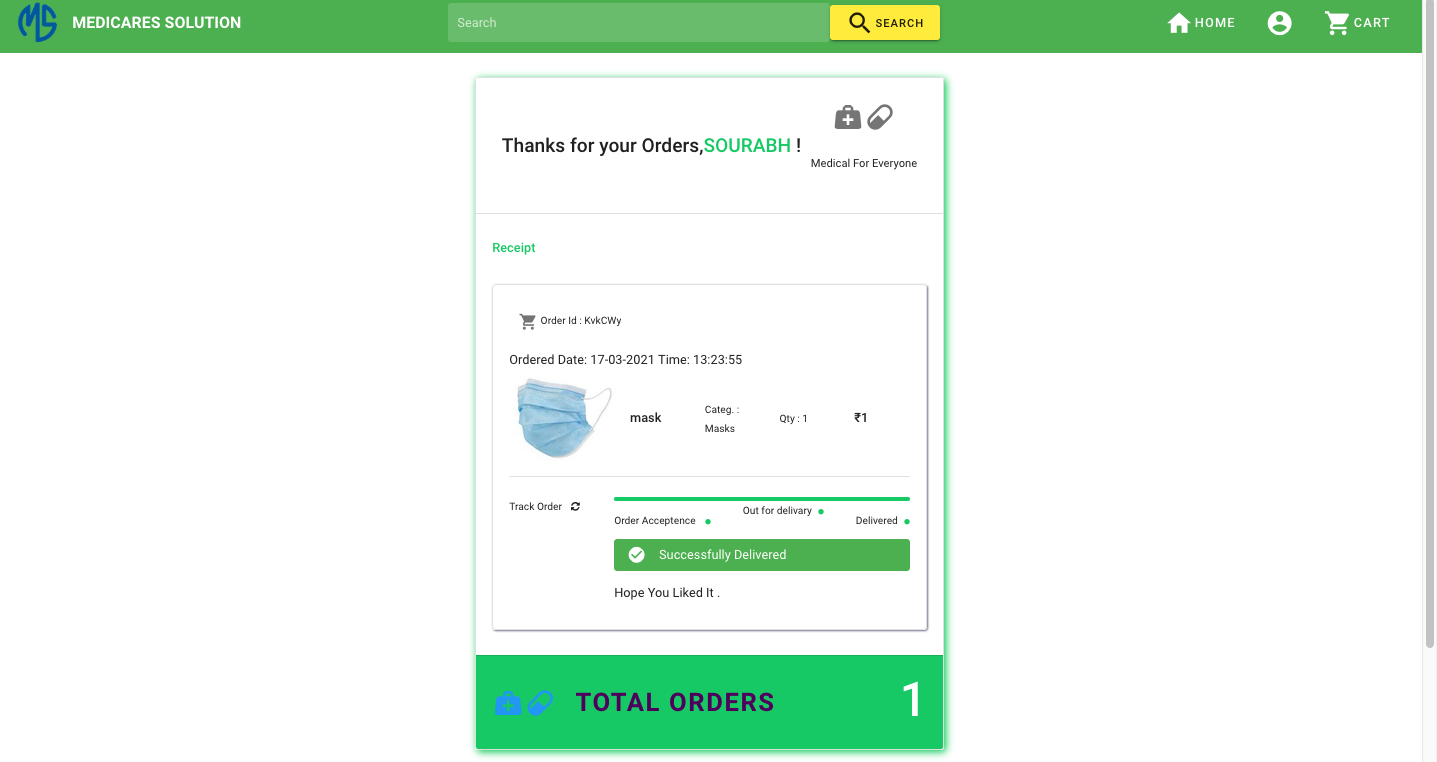 MS MEDICARES SOLUTION
Search
SEARCH
HOME
CART
Thanks for your Orders,SOURABH !
Medical For Everyone
Receipt
Order Id : KvkCWy
Ordered Date: 17-03-2021 Time: 13:23:55
mask
Categ. :
Masks
Qty : 1
₹1
Track Order
Order Acceptence
Out for delivary
Delivered
Successfully Delivered
Hope You Liked It .
TOTAL ORDERS
1